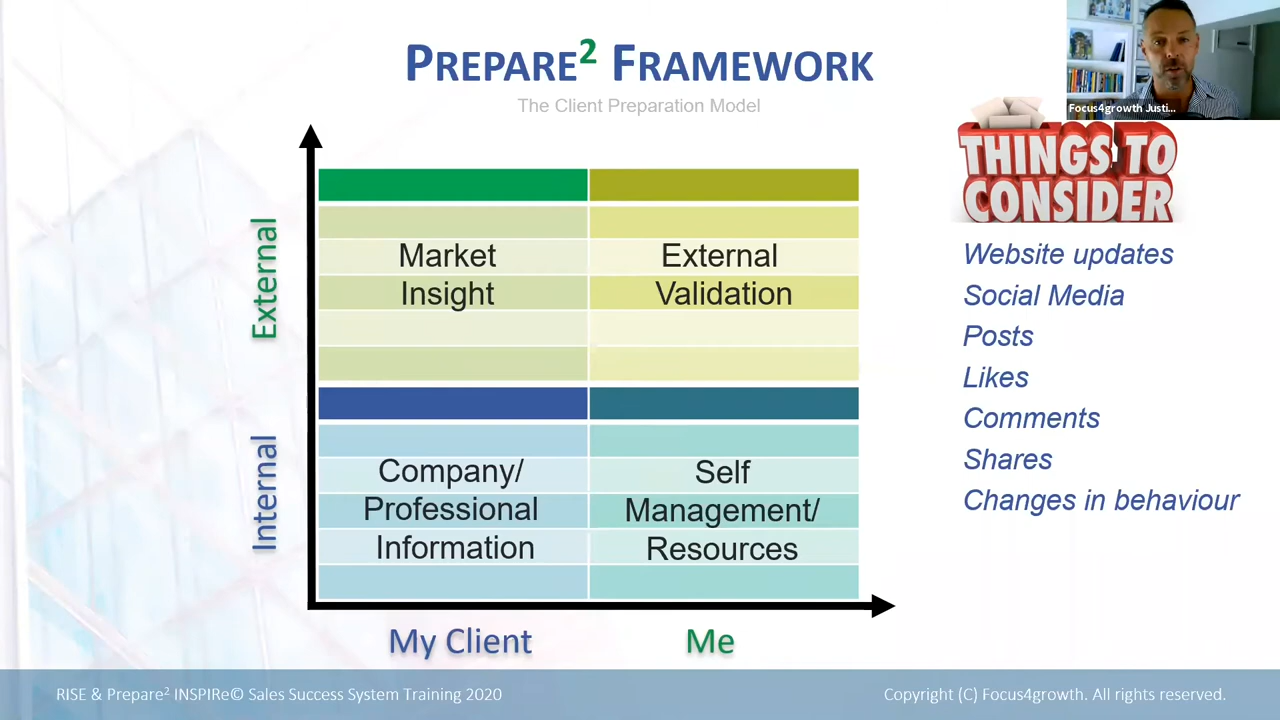 PREPARE² FRAMEWORK
The Client Preparation Model
Focus4growth Justi...
THINGS TO
CONSIDER
External
Market
Insight
External
Validation
Website updates
Social Media
Posts
Likes
Comments
Shares
Changes in behaviour
Internal
Company/
Professional
Information
Self
Management/
Resources
My Client
Me
RISE & Prepare² INSPIRe© Sales Success System Training 2020
Copyright (C) Focus4growth. All rights reserved.